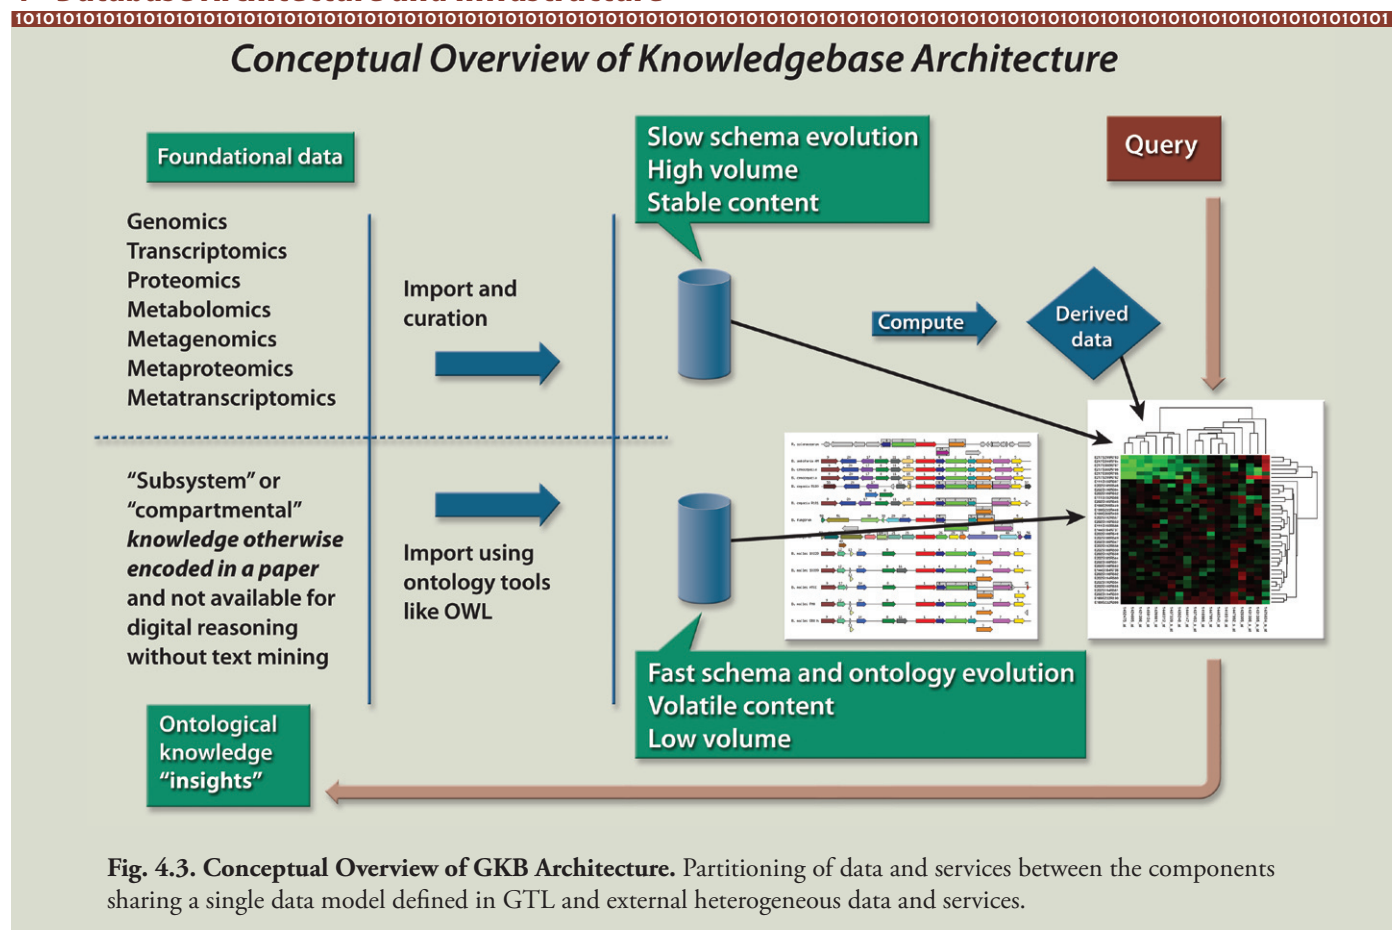 Conceptual Overview of Knowledgebase Architecture
Foundational data
Genomics
Transcriptomics
Proteomics
Metabolomics
Metagenomics
Metaproteomics
Metatranscriptomics
Import and
curation
Slow schema evolution
High volume
Stable content
Query
Compute
Derived
data
"Subsystem" or
"compartmental"
knowledge otherwise
encoded in a paper
and not available for
digital reasoning
without text mining
Import using
ontology tools
like OWL
Fast schema and ontology evolution
Volatile content
Low volume
Ontological
knowledge
"insights"
Fig. 4.3. Conceptual Overview of GKB Architecture. Partitioning of data and services between the components
sharing a single data model defined in GTL and external heterogeneous data and services.